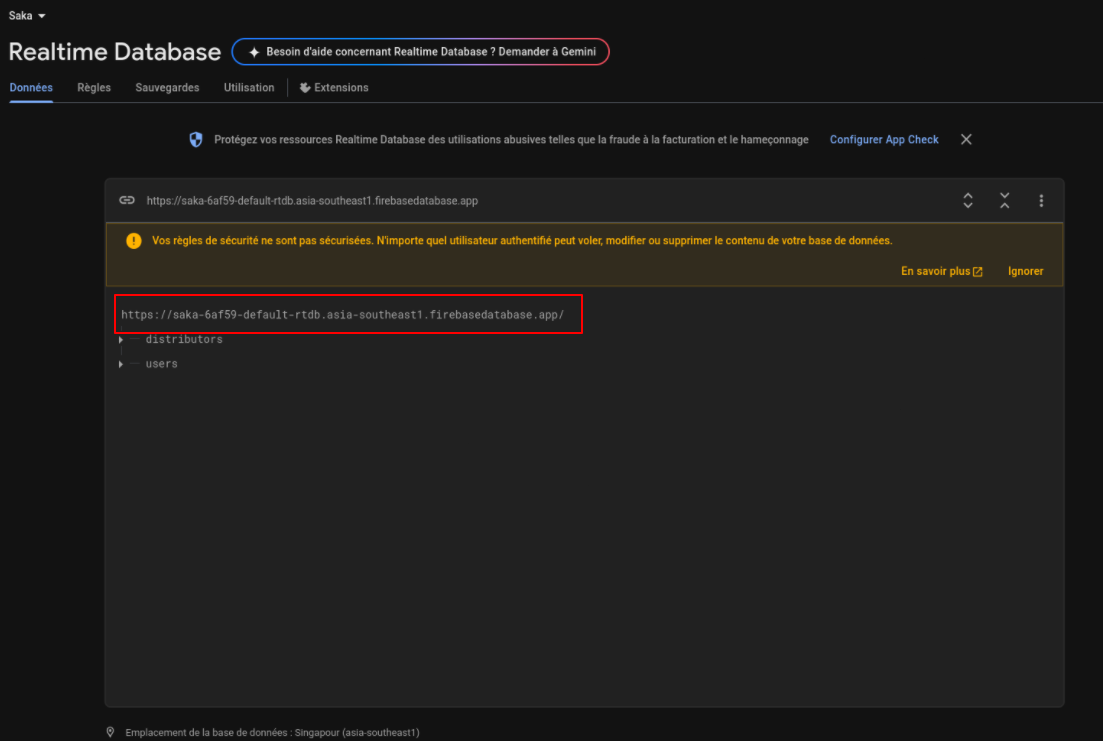 Saka
Realtime Database
Besoin d'aide concernant Realtime Database ? Demander à Gemini
Données Règles Sauvegardes Utilisation Extensions
Protégez vos ressources Realtime Database des utilisations abusives telles que la fraude à la facturation et le hameçonnage Configurer App Check
https://saka-6af59-default-rtdb.asia-southeast1.firebasedatabase.app
Vos règles de sécurité ne sont pas sécurisées. N'importe quel utilisateur authentifié peut voler, modifier ou supprimer le contenu de votre base de données.
En savoir plus Ignorer
https://saka-6af59-default-rtdb.asia-southeast1.firebasedatabase.app/
distributors
users
Emplacement de la base de données : Singapour (asia-southeast1)